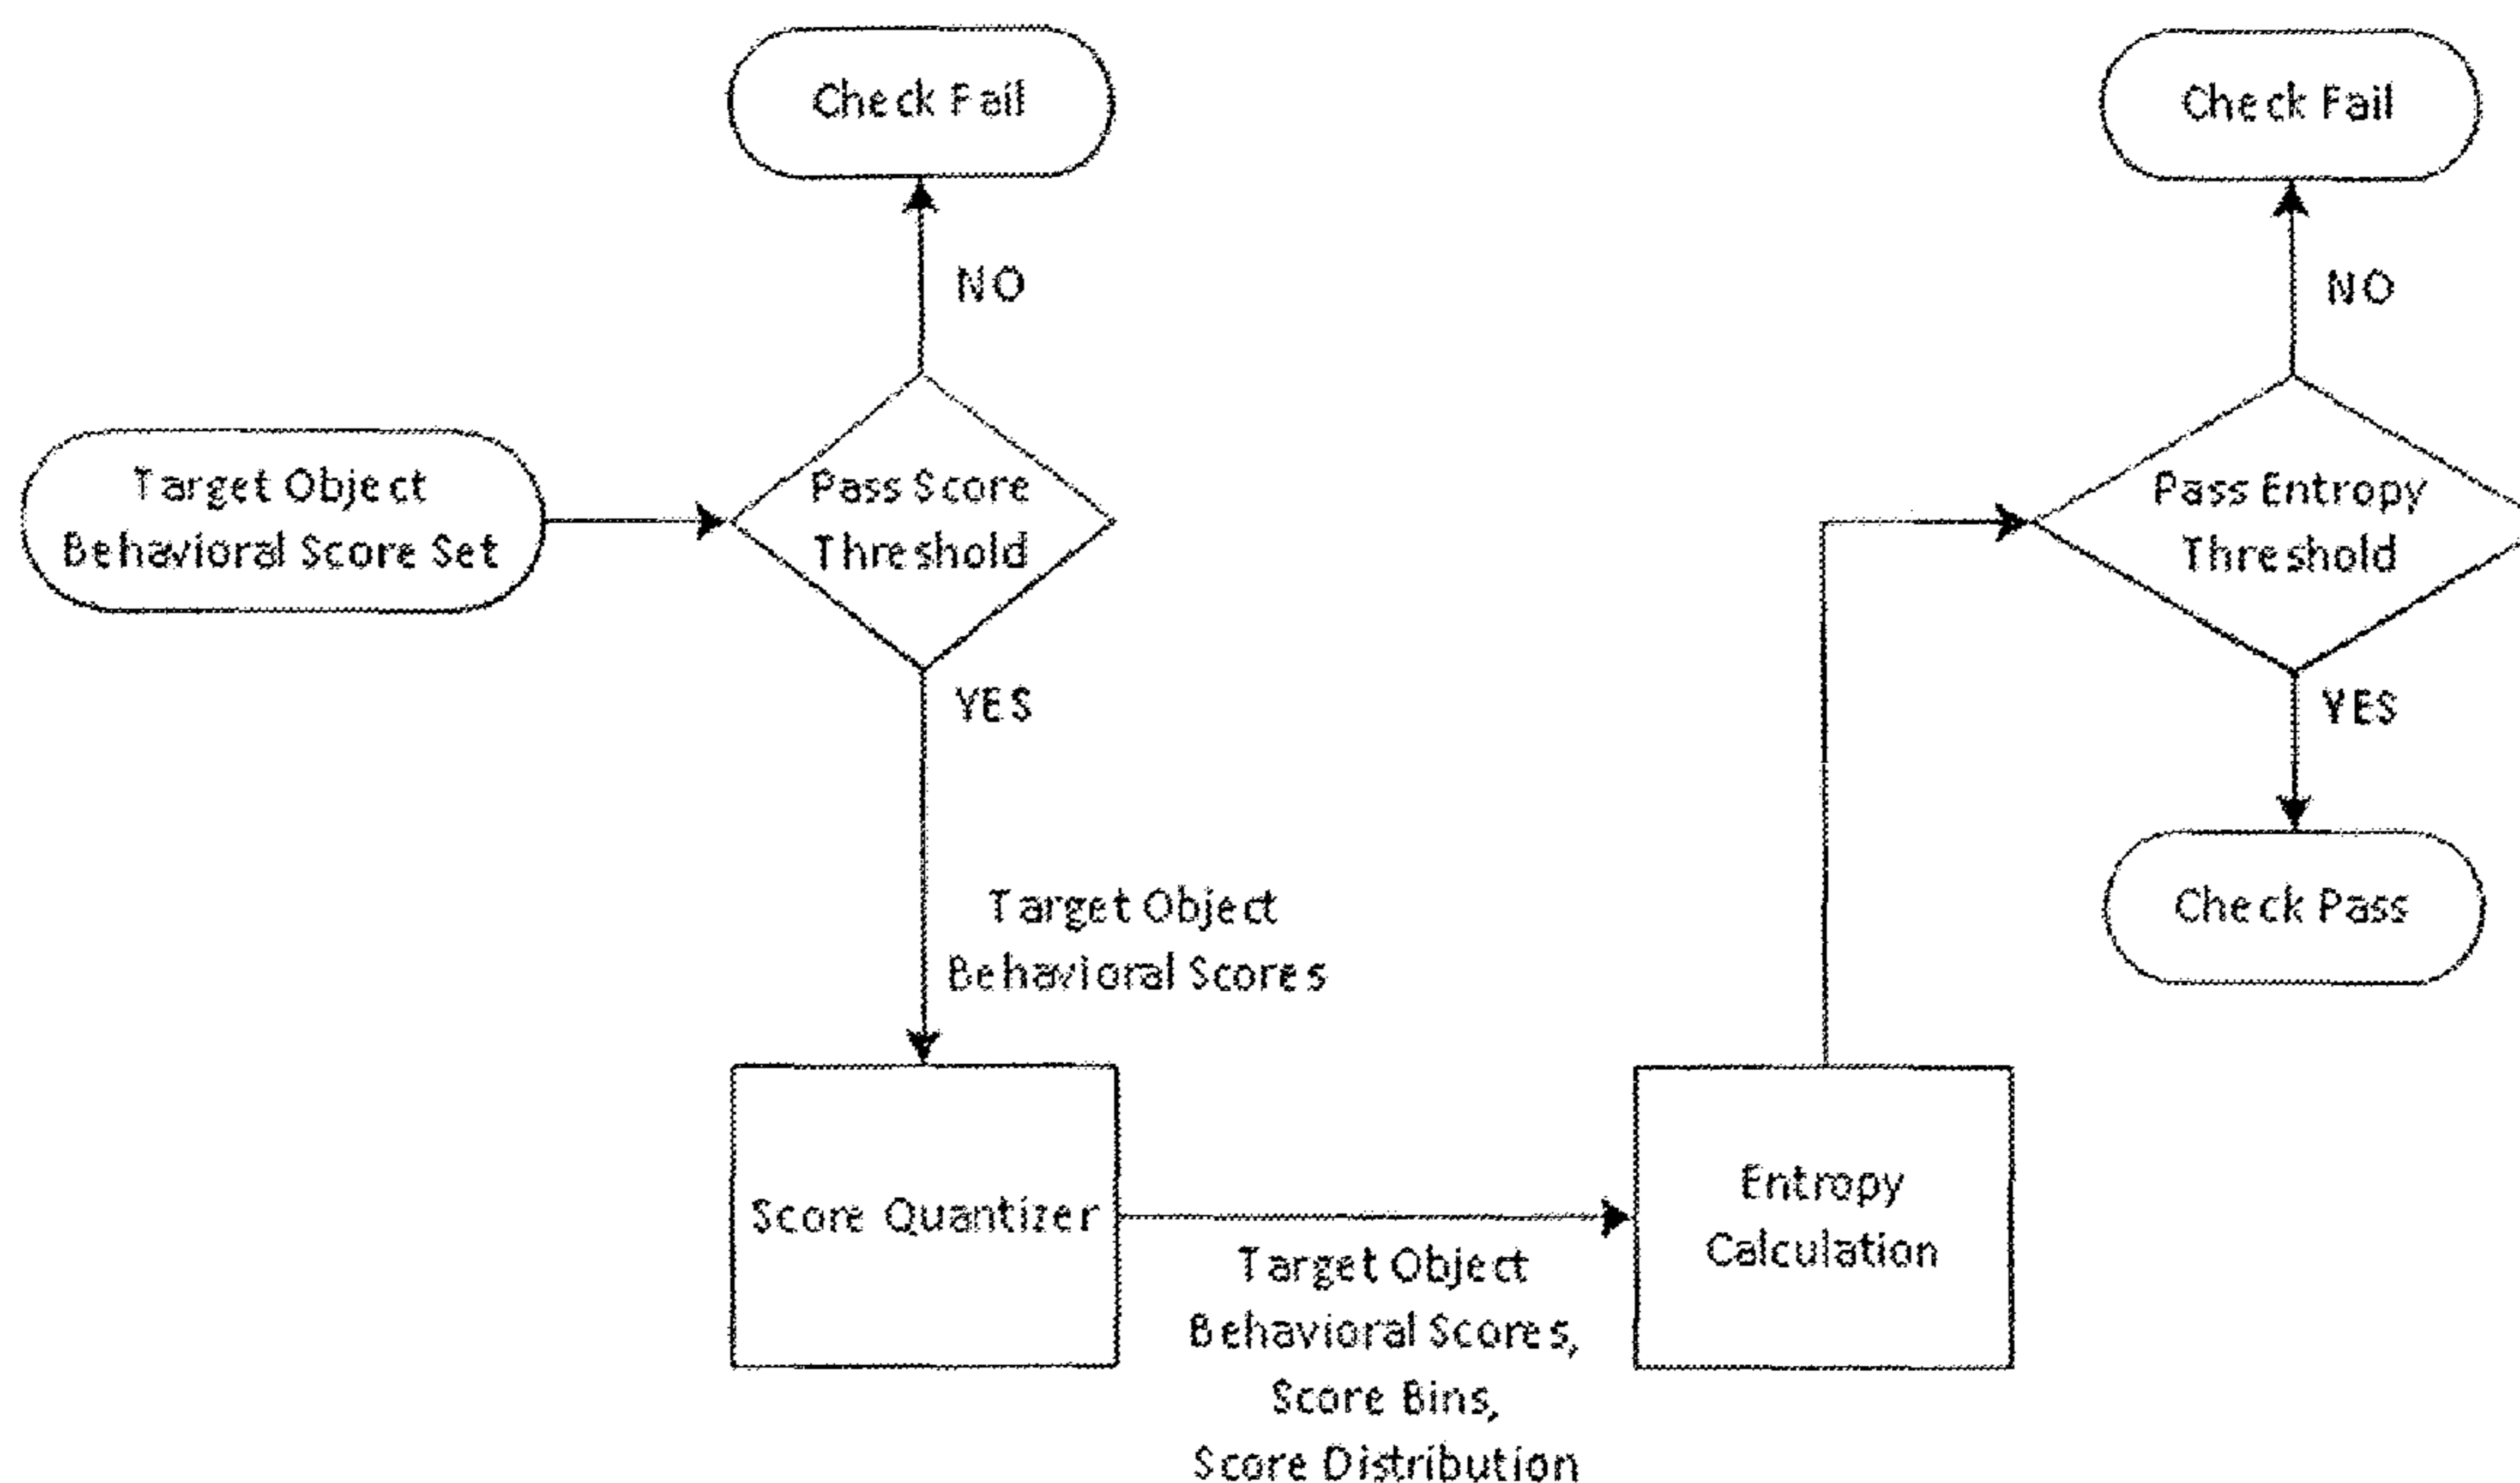 Check Fail
Check Fail
NO
NO
Target Object
Behavioral Score Set
Pass Score
Threshold
Pass Entropy
Threshold
YES
YES
Target Object
Behavioral Scores
Check Pass
Score Quantizer
Entropy
Calculation
Target Object
Behavioral Scores,
Score Bins,
Score Distribution